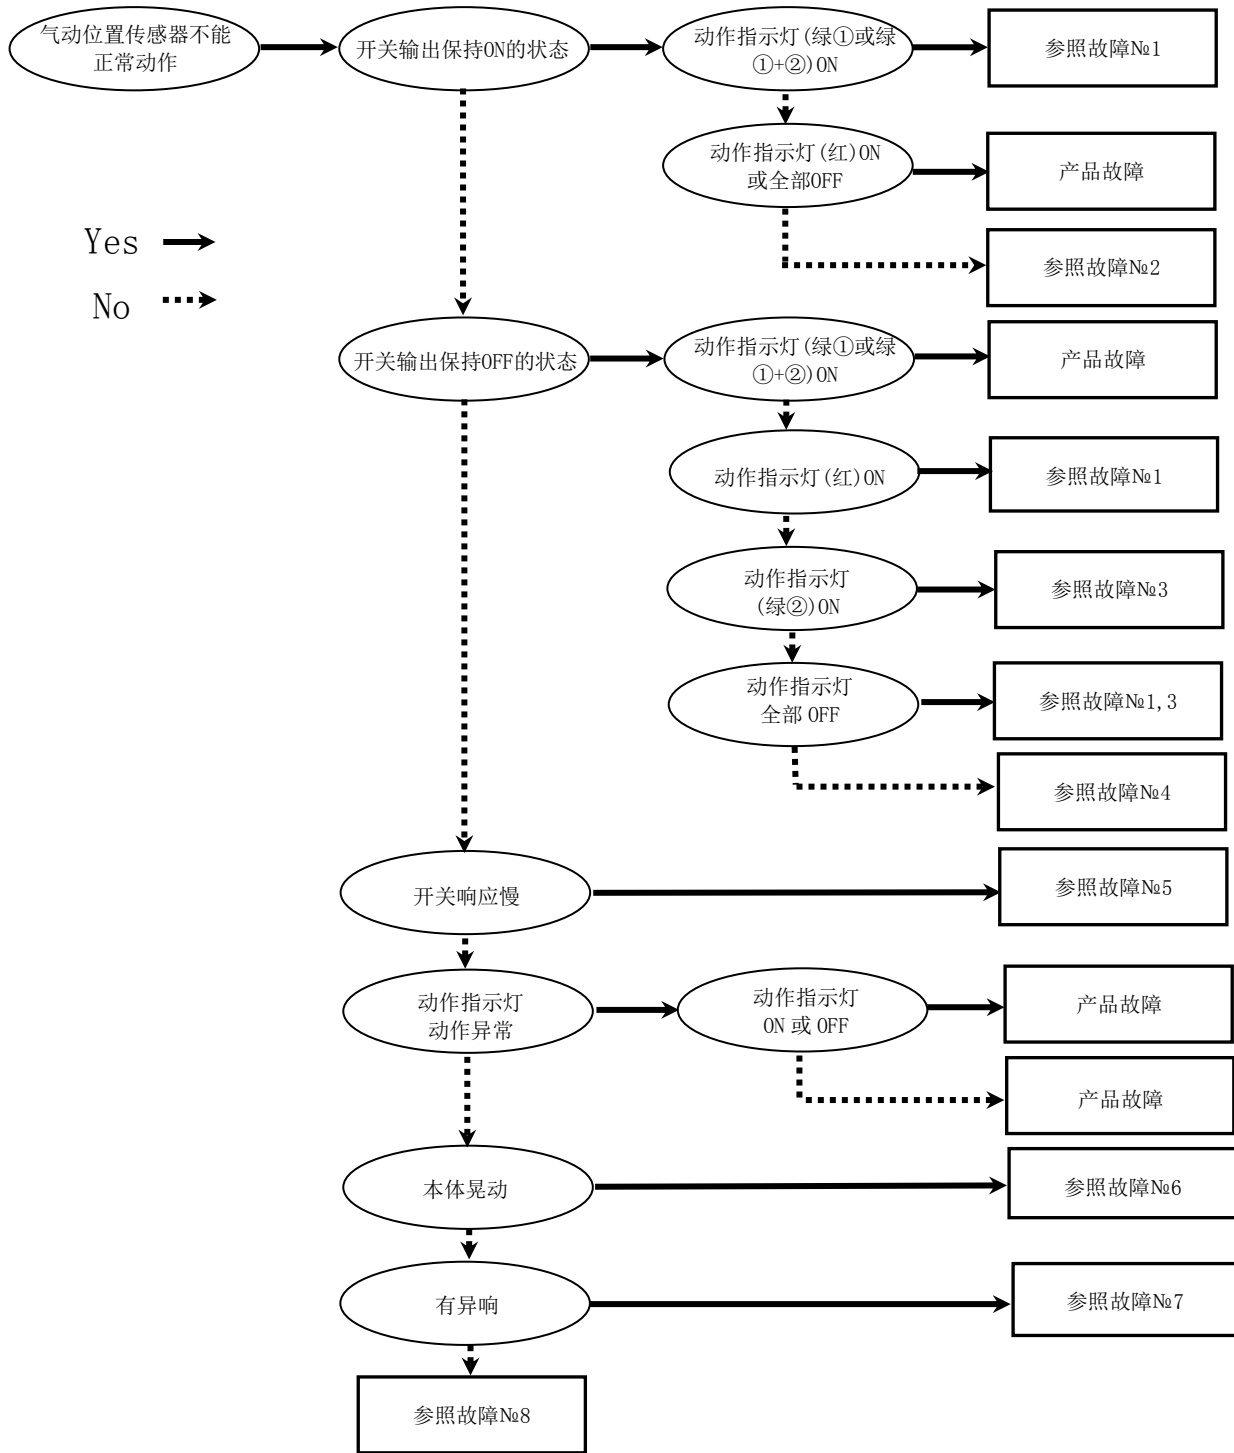 气动位置传感器不能
正常动作
开关输出保持ON的状态
动作指示灯(绿①或绿
①+②)ON
参照故障№1
动作指示灯(红)ON
或全部OFF
产品故障
参照故障№2
Yes
No
开关输出保持OFF的状态
动作指示灯(绿①或绿
①+②)ON
产品故障
动作指示灯(红)ON
参照故障№1
动作指示灯
(绿②)ON
参照故障№3
动作指示灯
全部 OFF
参照故障№1,3
参照故障№4
开关响应慢
参照故障№5
动作指示灯
动作异常
动作指示灯
ON 或 OFF
产品故障
产品故障
本体晃动
参照故障№6
有异响
参照故障№7
参照故障№8